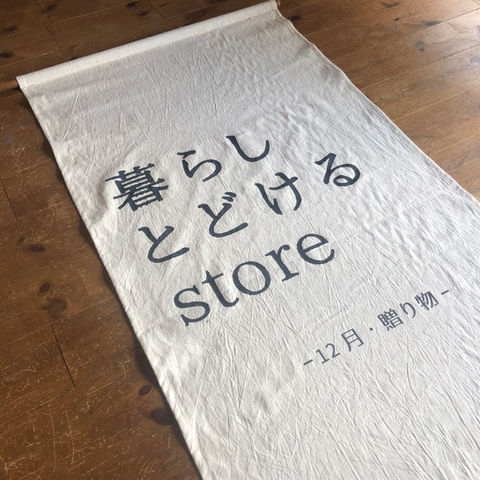 暮らし
とどける
store
－12月・贈り物－